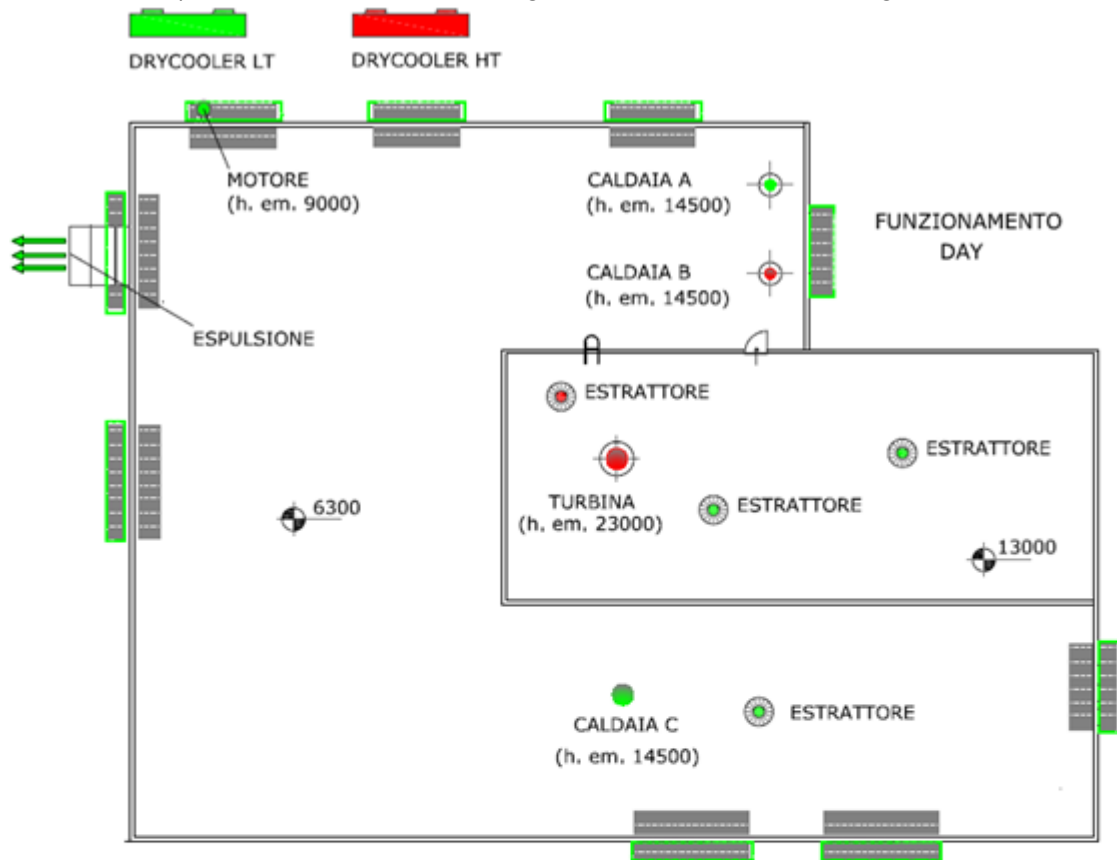 DRYCOOLER LT
DRYCOOLER HT
MOTORE
(h. em. 9000)
CALDAIA A
(h. em. 14500)
FUNZIONAMENTO
DAY
CALDAIA B
(h. em. 14500)
ESPULSIONE
ESTRATTORE
ESTRATTORE
TURBINA
(h. em, 23000)
ESTRATTORE
6300
13000
CALDAIA C
(h. em. 14500)
ESTRATTORE